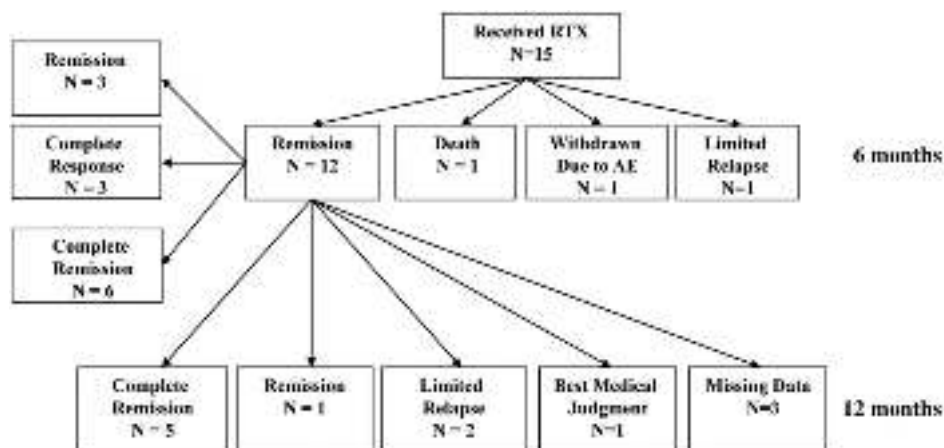 Received RTX
N=15
Remission
N = 3
Complete
Response
N = 3
Complete
Remission
N = 6
Remission
N = 12
Death
N = 1
Withdrawn
Due to AE
N = 1
Limited
Relapse
N=1
6 months
Complete
Remission
N = 5
Remission
N = 1
Limited
Relapse
N = 2
Best Medical
Judgment
N=1
Missing Data
N=3
12 months